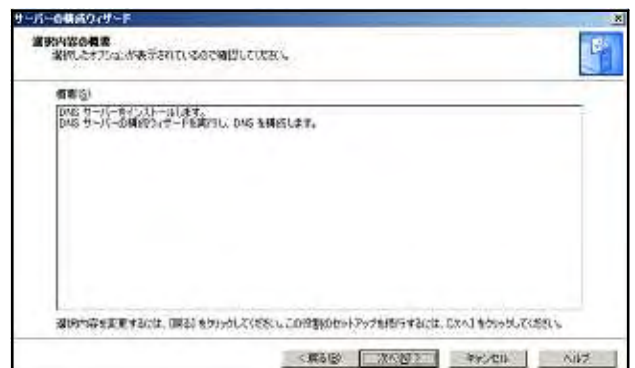 サーバーの構成ウィザード
選択内容の概要
選択したオプションが表示されているので確認してください。
概要(S):
DNS サーバーをインストールします。
DNS サーバーの構成ウィザードを実行し、DNS を構成します。
選択内容を変更するには、[戻る] をクリックしてください。この役割のセットアップを続行するには、[次へ] をクリックしてください。
< 戻る(B)
次へ(N) >
キャンセル
ヘルプ